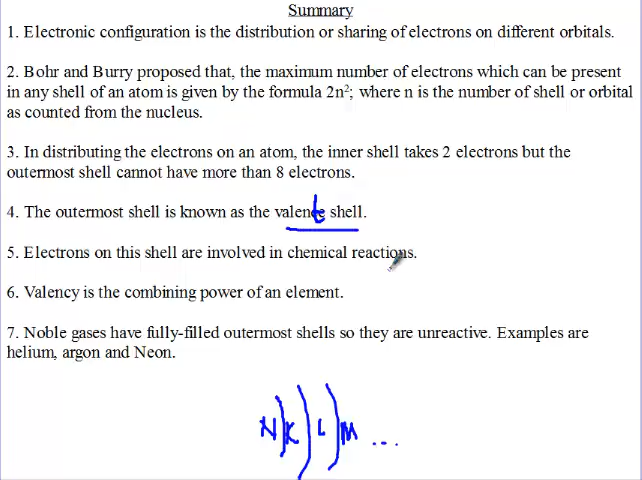 Summary
1. Electronic configuration is the distribution or sharing of electrons on different orbitals.
2. Bohr and Burry proposed that, the maximum number of electrons which can be present
in any shell of an atom is given by the formula 2n²; where n is the number of shell or orbital
as counted from the nucleus.
3. In distributing the electrons on an atom, the inner shell takes 2 electrons but the
outermost shell cannot have more than 8 electrons.
4. The outermost shell is known as the valente shell.
5. Electrons on this shell are involved in chemical reactions.
6. Valency is the combining power of an element.
7. Noble gases have fully-filled outermost shells so they are unreactive. Examples are
helium, argon and Neon.
N)K)L)M ...